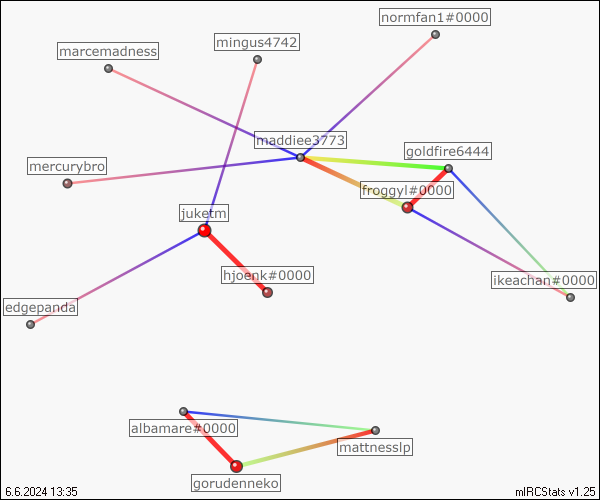 normfan1#0000
mingus4742
marcemadness
maddiee3773
goldfire6444
mercurybro
froggyl#0000
juketm
hjoenk#0000
ikeachan#0000
edgepanda
albamare#0000
mattnesslp
gorudenneko
6.6.2024 13:35
mIRCStats v1.25